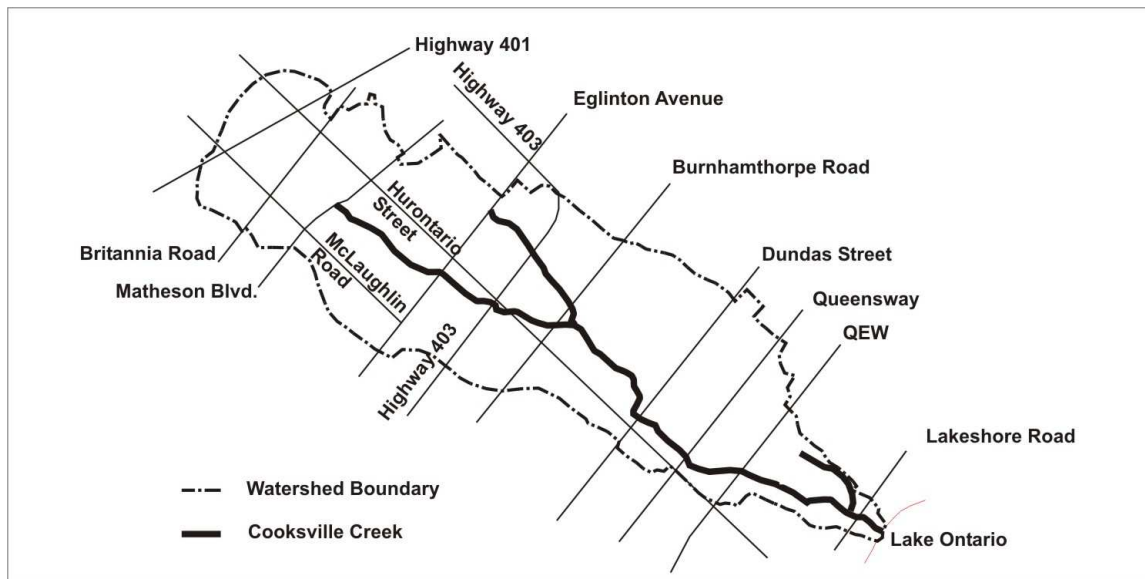 Highway 401
Highway 403
Eglinton Avenue
Burnhamthorpe Road
Hurontario
Street
McLaughlin
Road
Britannia Road
Matheson Blvd.
Dundas Street
Queensway
QEW
Highway 403
Lakeshore Road
Watershed Boundary
Cooksville Creek
Lake Ontario